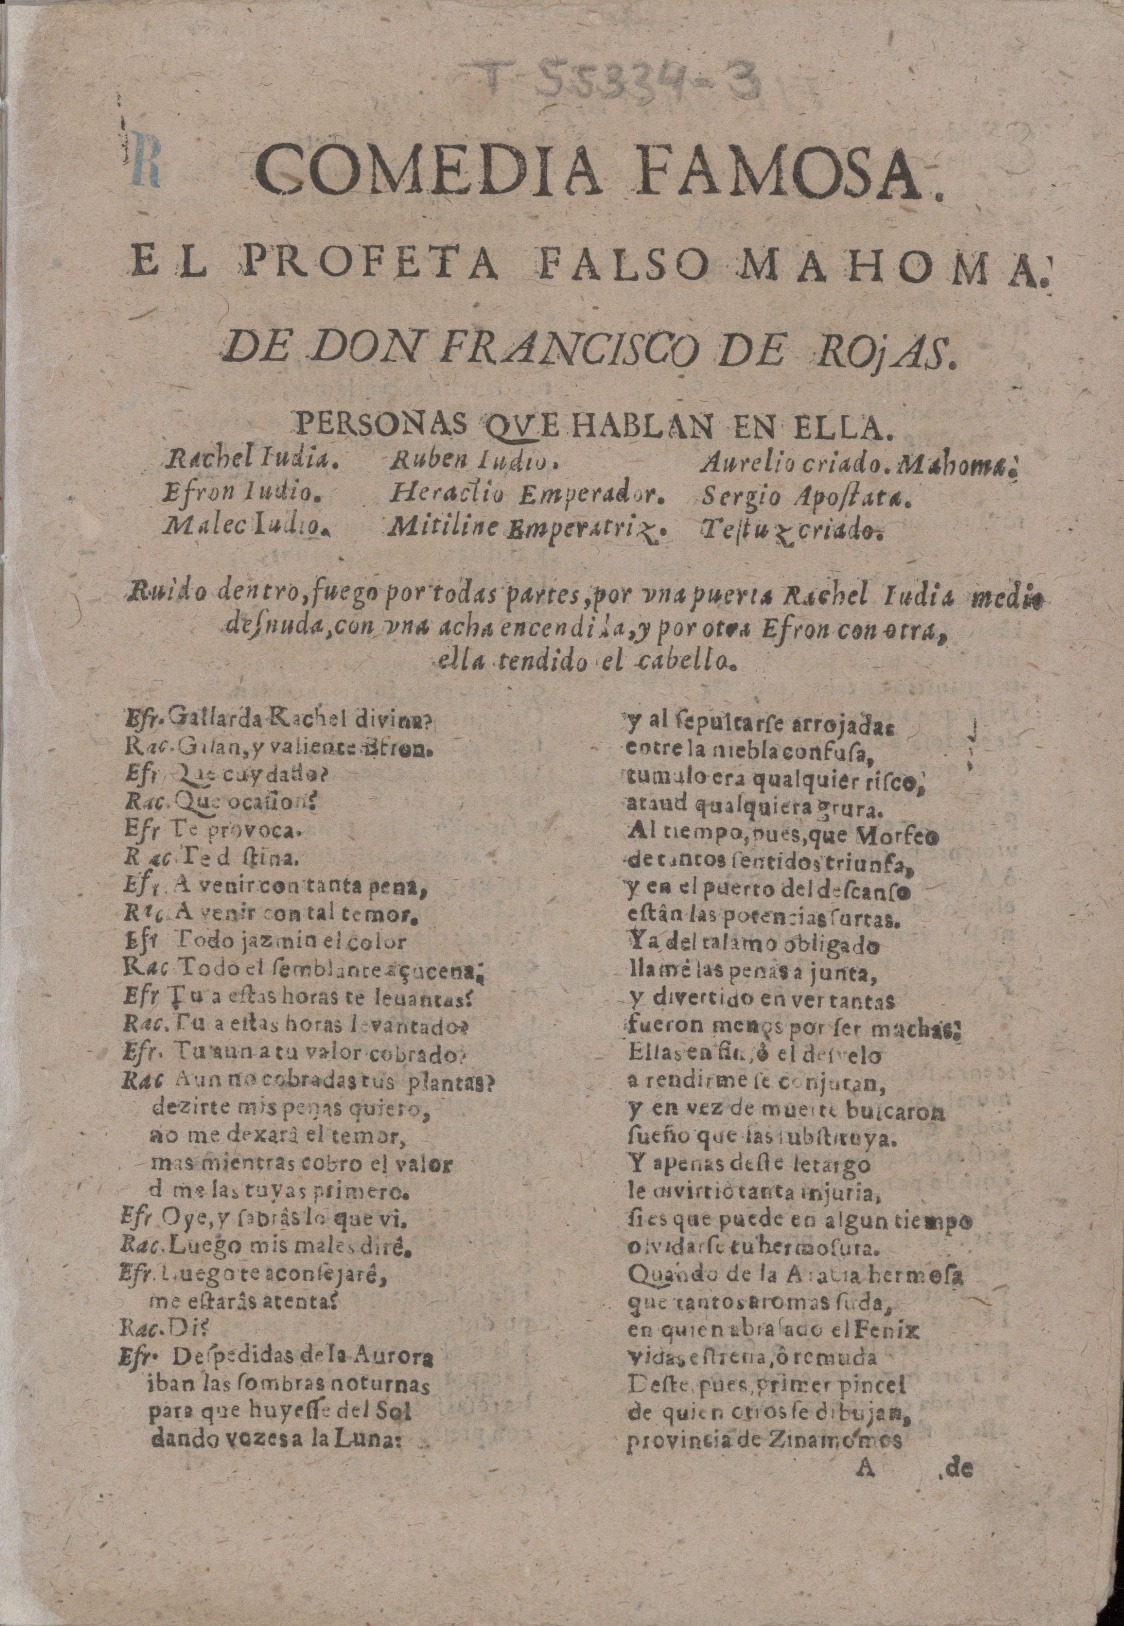 T-55334-3
R
COMEDIA FAMOSA.
EL PROFETA FALSO MAHOMA.
DE DON FRANCISCO DE ROjAS.
PERSONAS QVE HABLAN EN ELLA.
Rachel Iudia. Ruben Iudio. Aurelio criado. Mahoma.
Efron Iudio. Heraclio Emperador. Sergio Apoſtata.
Malec Iudio. Mitiline Emperatriz. Teſtuz criado.
Ruido dentro, fuego por todas partes, por vna puerta Rachel Iudia medio
deſnuda, con vna acha encendida, y por otra Efron con otra,
ella tendido el cabello.
Efr. Gallarda Rachel divina?
Rac. Galan, y valiente Efron.
Efr Que cuydado?
Rac. Que ocaſion?
Efr Te provoca.
Rac. Te d ſtina.
Efr. A venir con tanta pena,
Rac. A venir con tal temor.
Efr Todo jazmin el color
Rac Todo el ſemblante açucena;
Efr Tu a eſtas horas te leuantas?
Rac. Tu a eſtas horas levantado?
Efr. Tu aun a tu valor cobrado?
Rac Aun no cobradas tus plantas?
dezirte mis penas quiero,
no me dexarâ el temor,
mas mientras cobro el valor
d me las tuyas primero.
Efr Oye, y ſabrâs lo que vi.
Rac. Luego mis males dirê.
Efr. Luego te aconſejarê,
me eſtarâs atenta?
Rac. Di?
Efr. Deſpedidas de la Aurora
iban las ſombras noturnas
para que huyeſſe del Sol
dando vozes a la Luna:
y al ſepultarſe arrojadas
entre la niebla confuſa,
tumulo era qualquier riſco,
ataud qualquiera grura.
Al tiempo, pues, que Morfeo
de tantos ſentidos triunfa,
y en el puerto del deſcanſo
eſtân las potencias ſurtas.
Ya del talamo obligado
llamè las penas a junta,
y divertido en ver tantas
fueron menos por ſer machas:
Ellas en fin, ô el deſvelo
a rendirme ſe conjuran,
y en vez de muerte buſcaron
ſueño que las ſubſtituya.
Y apenas deſte letargo
le divirtiò tanta injuria,
ſi es que puede en algun tiempo
olvidarſe tu hermoſura.
Quando de la Arabia hermoſa
que tantos aromas ſuda,
en quien abraſado el Fenix
vidas eſtrena, ô remuda
Deſte, pues, primer pincel
de quien otros ſe dibujan,
provincia de Zinamomos
A de